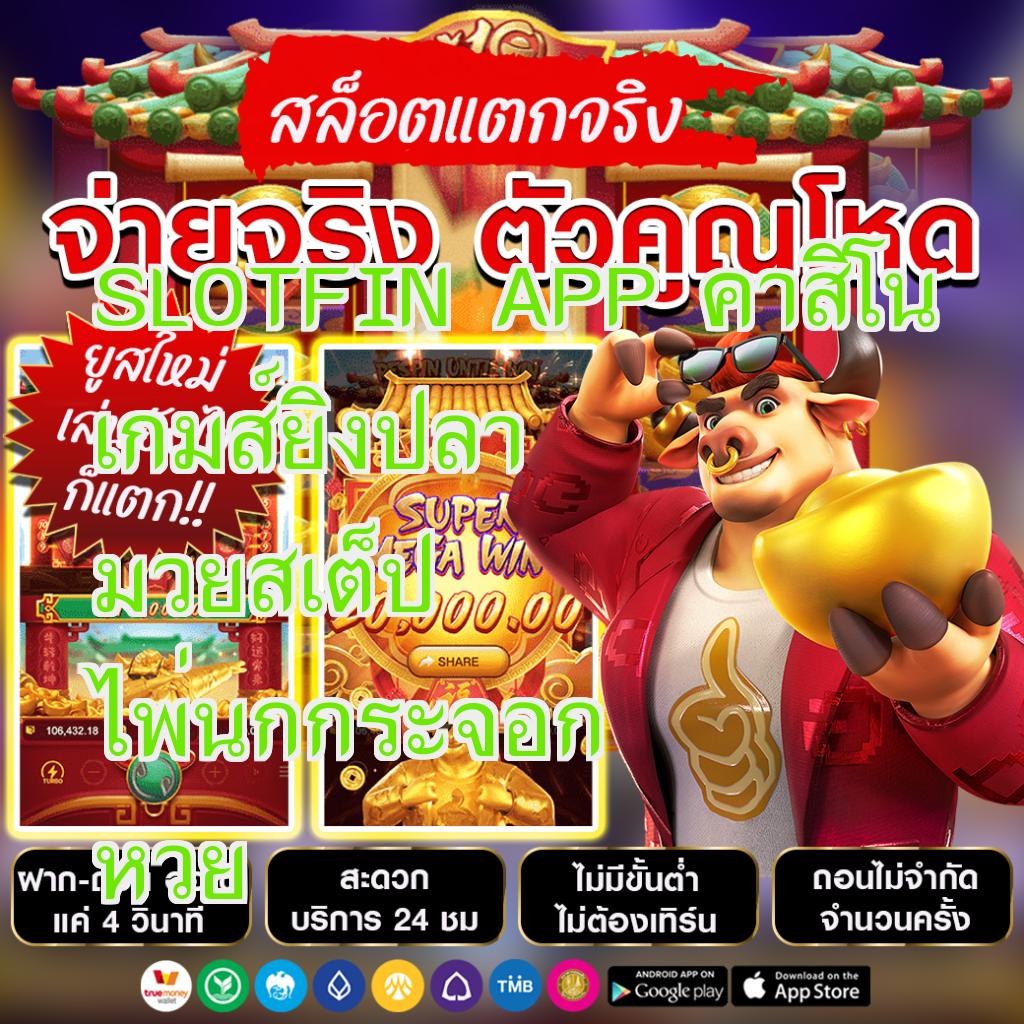 สล็อตแตกจริง
จ่ายจริง ตัวคูณโหด
SLOTFIN APP คาสิโน
ยูสใหม่
ก็แตก!!
เกมส์ยิงปลา
SUPER
MEGA WIN
มวยสเต็ป
SHARE
ไพ่นกกระจอก
106,432.18
TURBO
หวย
แค่ 4 วินาที
สะดวก
บริการ 24 ชม
ไม่มีขั้นต่ำ
ไม่ต้องเทิร์น
ถอนไม่จำกัด
จำนวนครั้ง
truemoney
wallet
TMB
ANDROID APP ON
Google play
Download on the
App Store